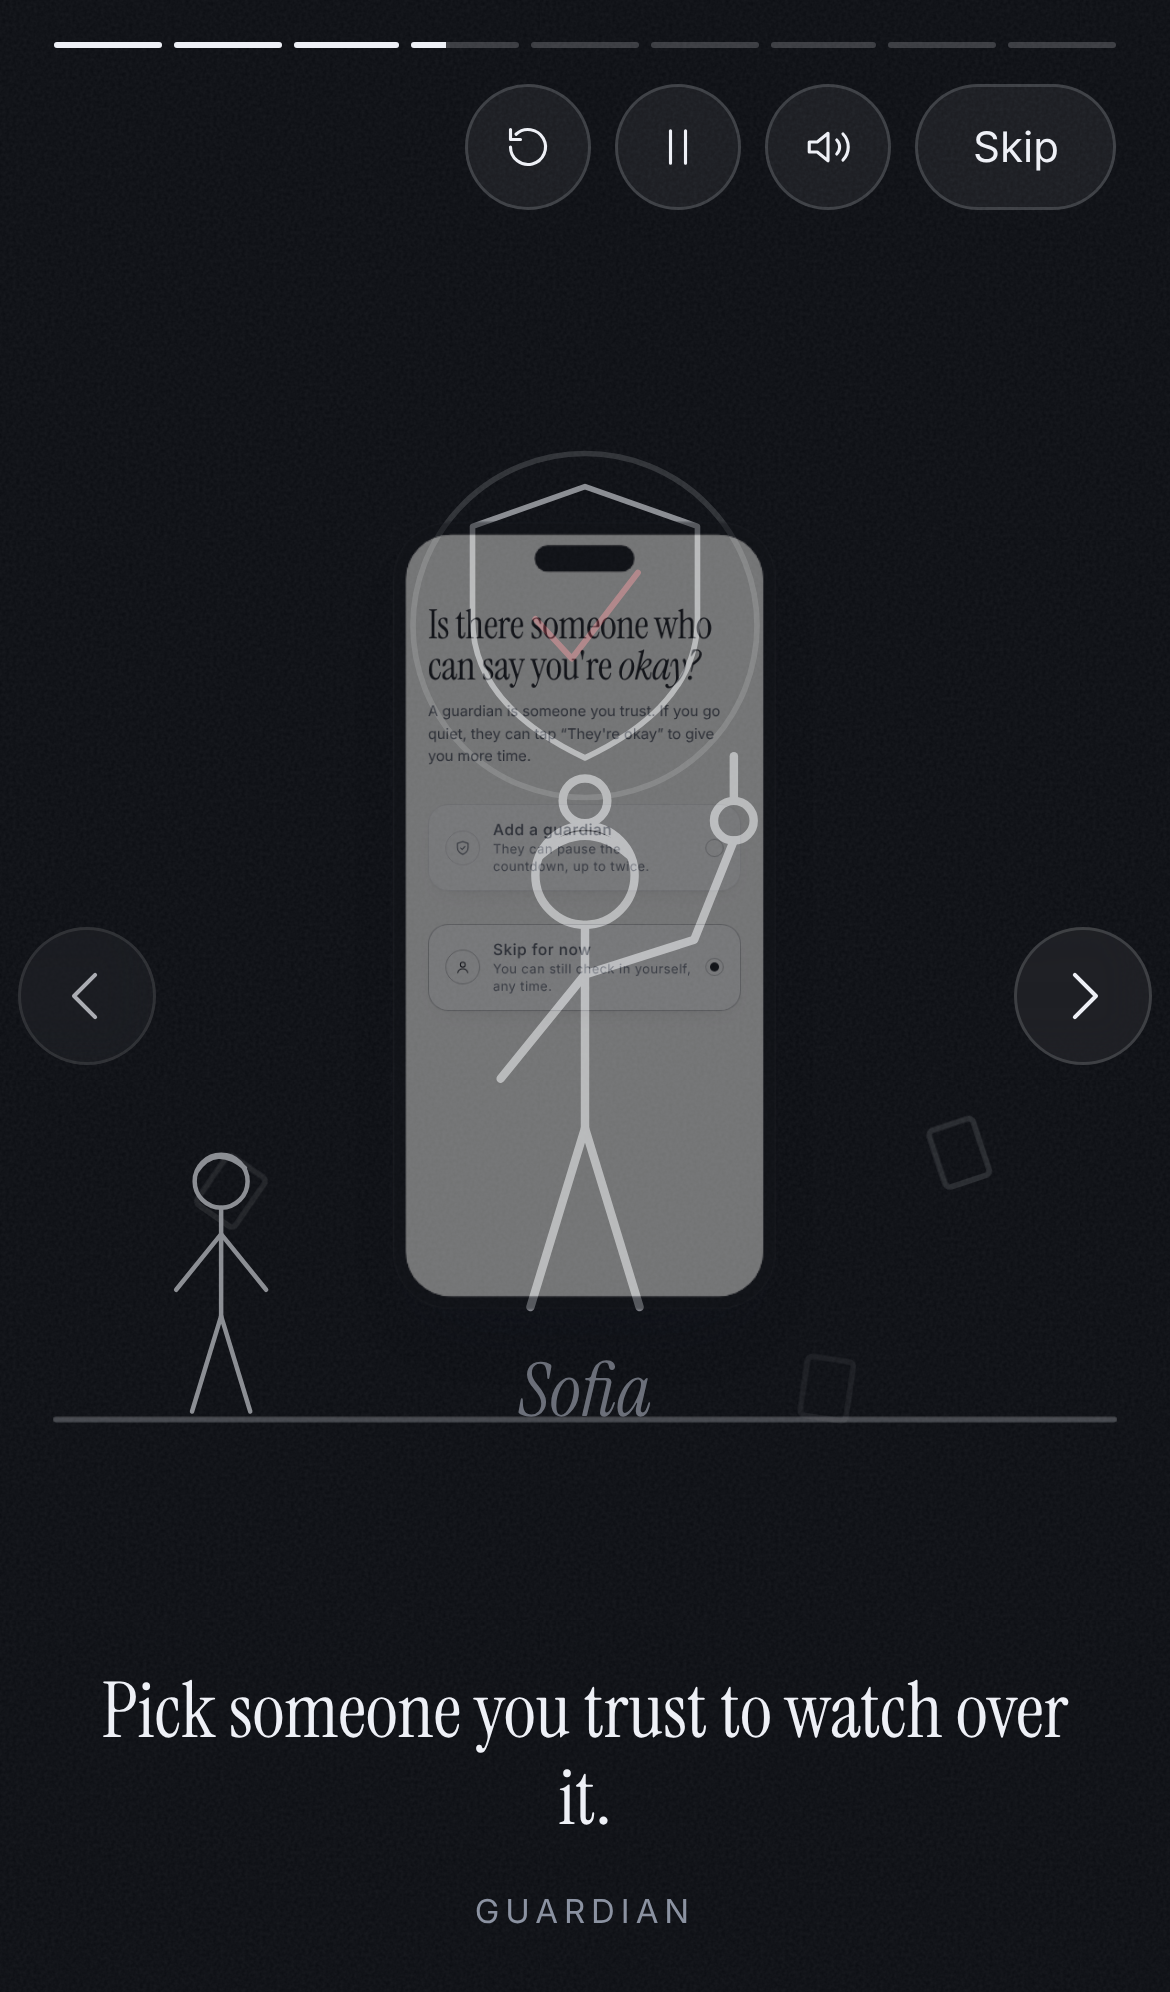 Skip
Is there someone who
can say you're okay?
A guardian is someone you trust. If you go
quiet, they can tap “They're okay” to give
you more time.
Add a guardian
They can pause the
countdown, up to twice.
Skip for now
You can still check in yourself,
any time.
Sofia
Pick someone you trust to watch over
it.
GUARDIAN